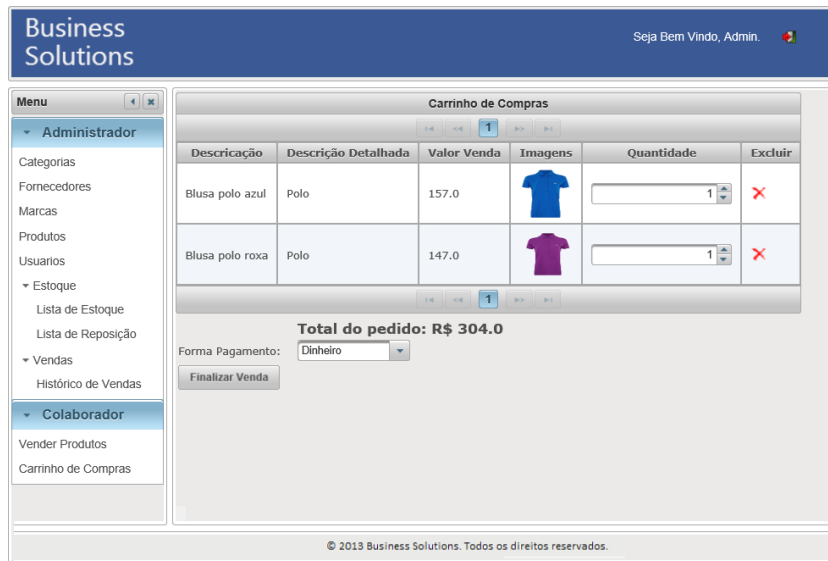 Business
Solutions
Seja Bem Vindo, Admin.
Menu
Administrador
Categorias
Fornecedores
Marcas
Produtos
Usuarios
Estoque
Lista de Estoque
Lista de Reposição
Vendas
Histórico de Vendas
Colaborador
Vender Produtos
Carrinho de Compras
Carrinho de Compras
1
Descricação Descrição Detalhada Valor Venda Imagens Quantidade Excluir
Blusa polo azul Polo 157.0 1
Blusa polo roxa Polo 147.0 1
1
Total do pedido: R$ 304.0
Forma Pagamento: Dinheiro
Finalizar Venda
© 2013 Business Solutions. Todos os direitos reservados.